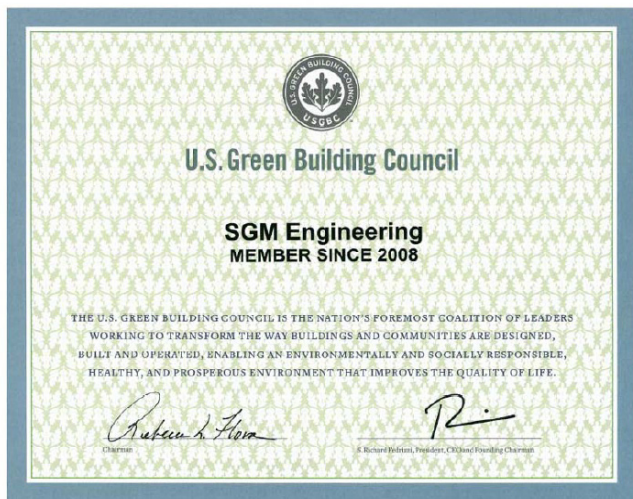 U.S. GREEN BUILDING COUNCIL
USGBC
U.S. Green Building Council
SGM Engineering
MEMBER SINCE 2008
THE U.S. GREEN BUILDING COUNCIL IS THE NATION'S FOREMOST COALITION OF LEADERS
WORKING TO TRANSFORM THE WAY BUILDINGS AND COMMUNITIES ARE DESIGNED,
BUILT AND OPERATED, ENABLING AN ENVIRONMENTALLY AND SOCIALLY RESPONSIBLE,
HEALTHY, AND PROSPEROUS ENVIRONMENT THAT IMPROVES THE QUALITY OF LIFE.
Chairman
S. Richard Fedrizzi, President, CEO and Founding Chairman